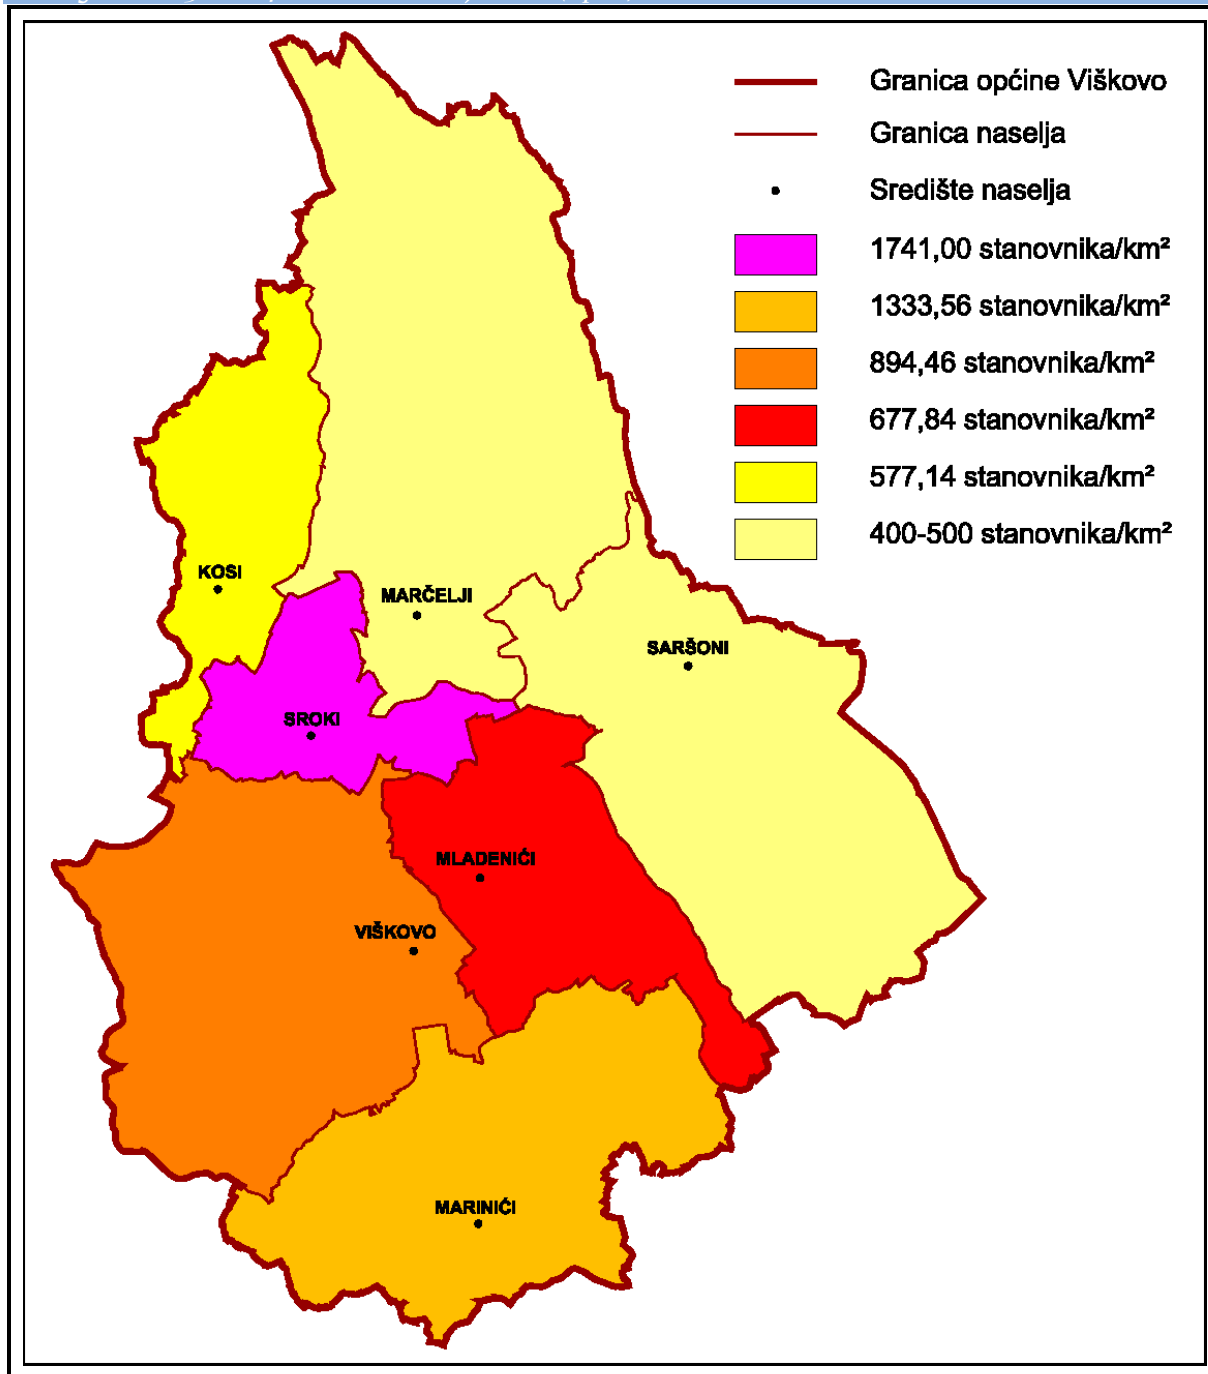 Granica općine Viškovo
Granica naselja
Središte naselja
1741,00 stanovnika/km²
1333,56 stanovnika/km²
894,46 stanovnika/km²
677,84 stanovnika/km²
577,14 stanovnika/km²
400-500 stanovnika/km²
KOSI
MARČELJI
SARŠONI
SROKI
MLADENIĆI
VIŠKOVO
MARINIĆI